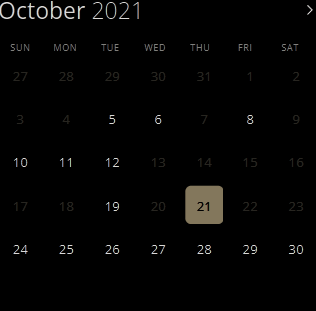 October 2021
SUN MON TUE WED THU FRI SAT
27 28 29 30 31 1 2
3 4 5 6 7 8 9
10 11 12 13 14 15 16
17 18 19 20 21 22 23
24 25 26 27 28 29 30